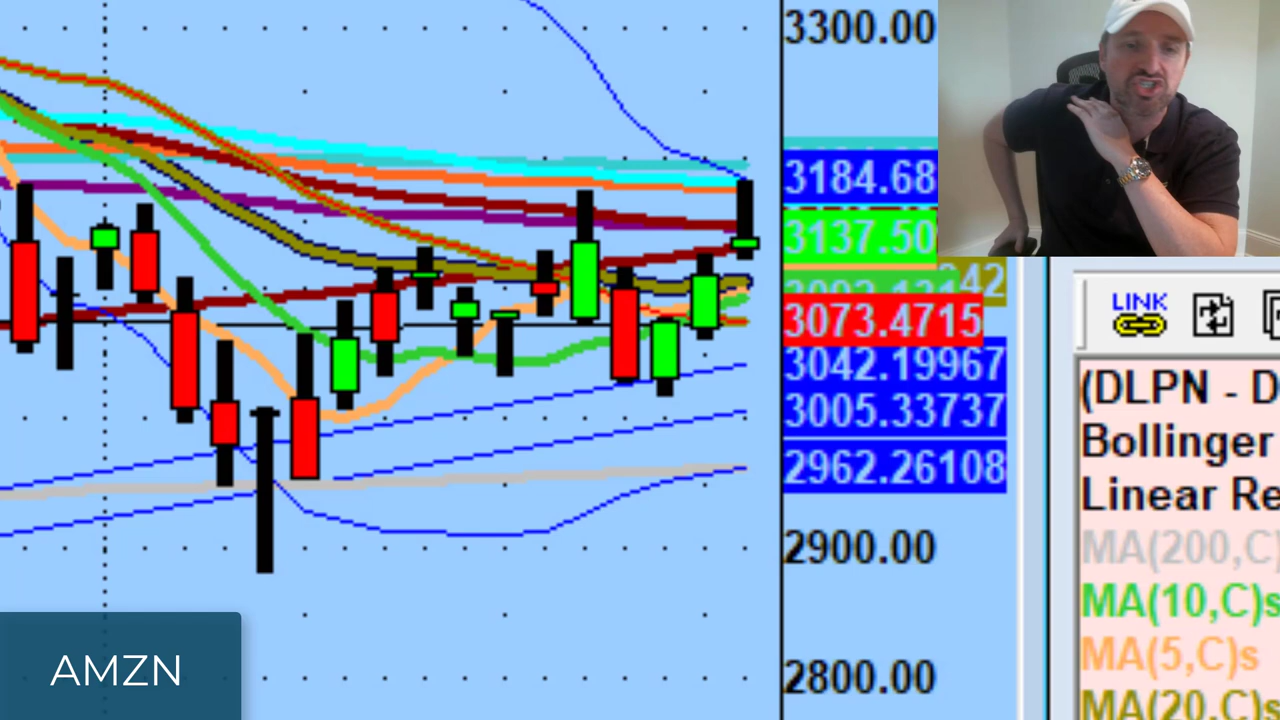 3300.00
3184.68
3137.50
3073.4715
3042.19967
3005.33737
2962.26108
2900.00
2800.00
LINK
(DLPN - D
Bollinger
Linear Re
MA(200,C)
MA(10,C)s
MA(5,C)s
MA(20,C)s
AMZN